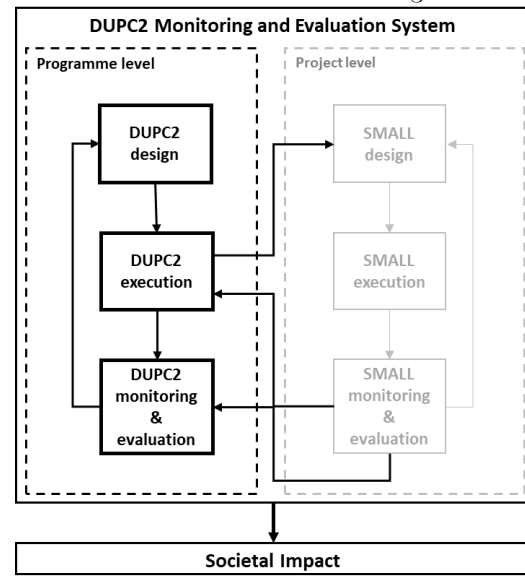 DUPC2 Monitoring and Evaluation System
Programme level
Project level
DUPC2
design
SMALL
design
DUPC2
execution
SMALL
execution
DUPC2
monitoring
&
evaluation
SMALL
monitoring
&
evaluation
Societal Impact